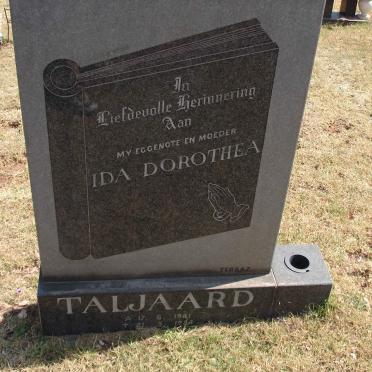 In
Liefdevolle Herinnering
Aan
MY EGGENOTE EN MOEDER
IDA DOROTHEA
TALJAARD